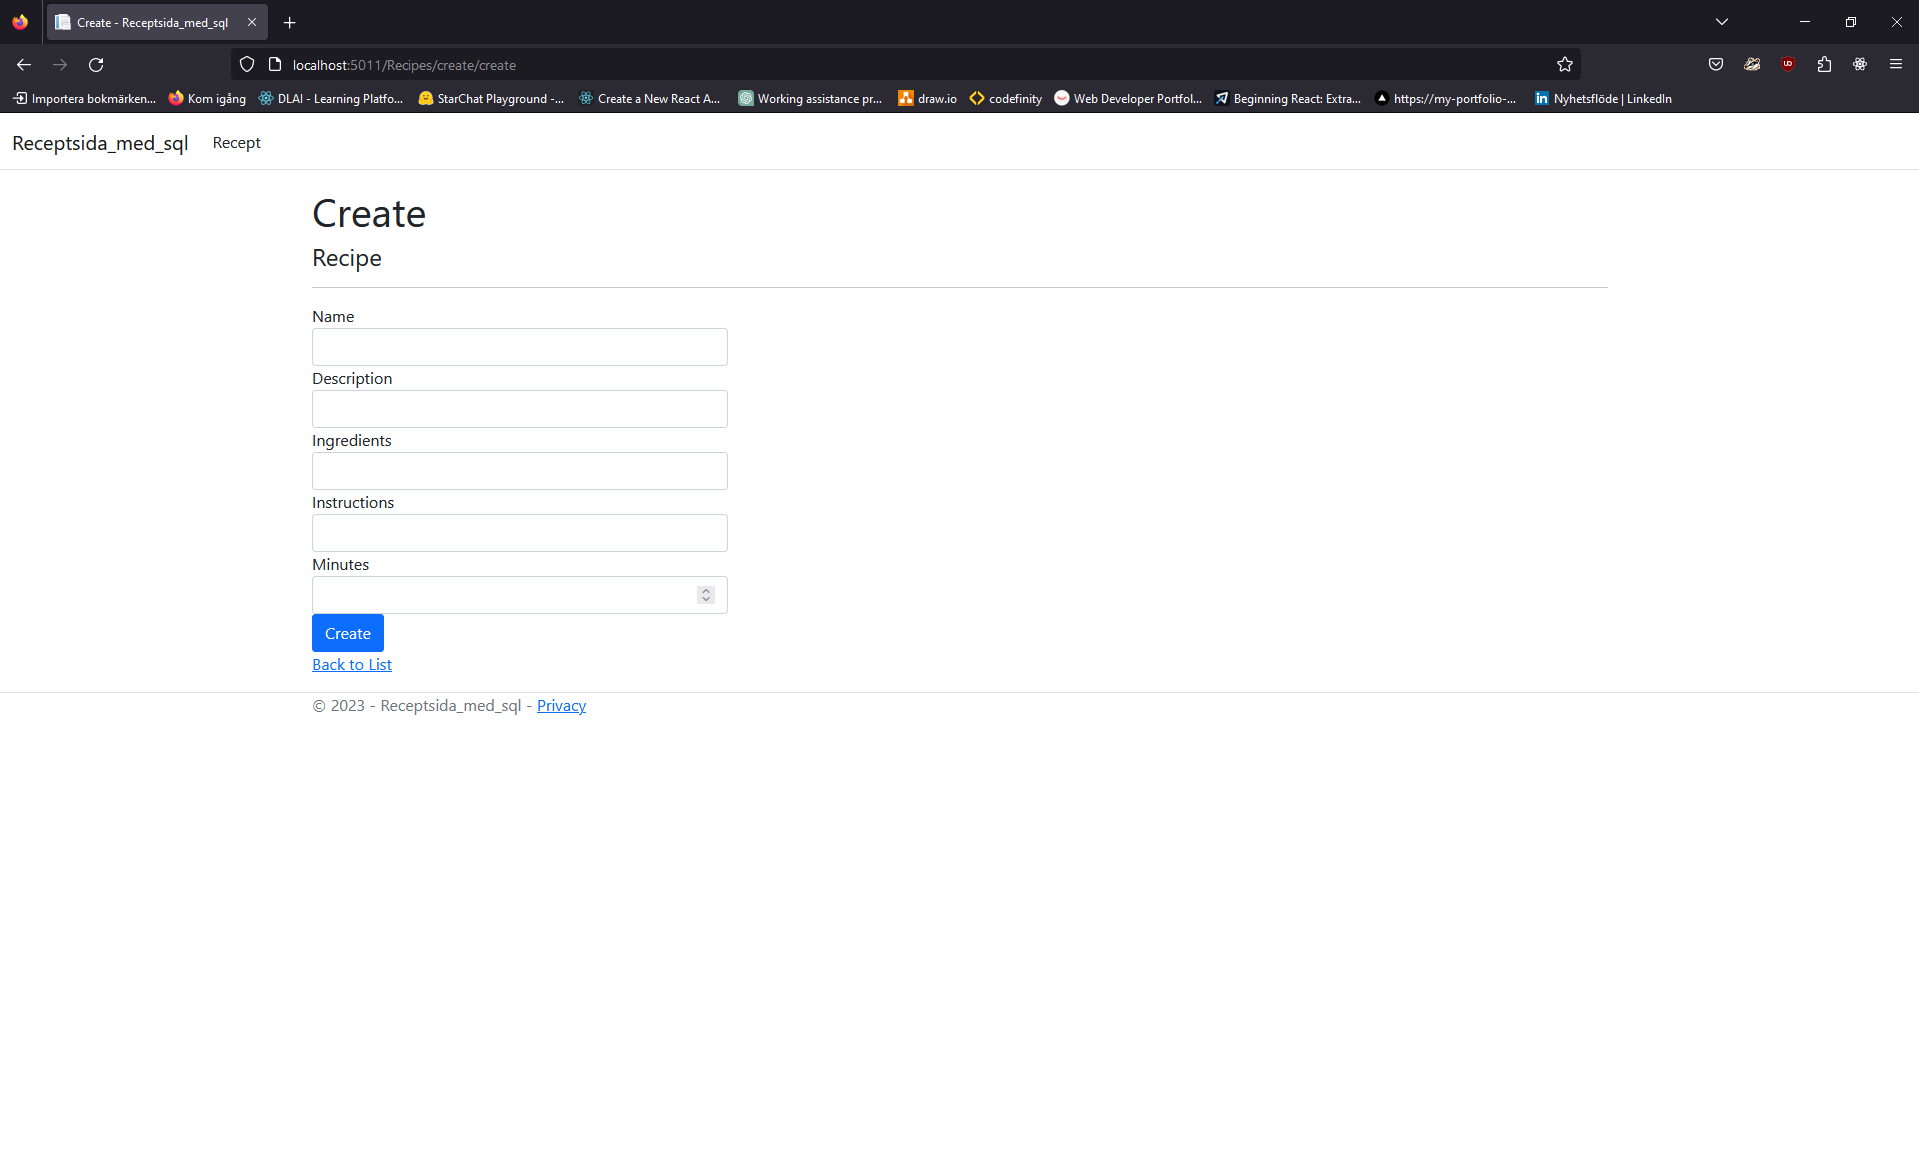 Create - Receptsida_med_sql
localhost:5011/Recipes/create/create
Importera bokmärken... Kom igång DLAI - Learning Platfo... StarChat Playground -... Create a New React A... Working assistance pr... draw.io codefinity Web Developer Portfol... Beginning React: Extra... https://my-portfolio-... Nyhetsflöde | LinkedIn
Receptsida_med_sql Recept
Create
Recipe
Name
Description
Ingredients
Instructions
Minutes
Create
Back to List
© 2023 - Receptsida_med_sql - Privacy